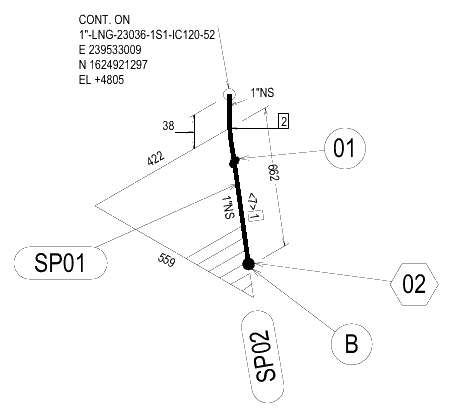 CONT. ON
1"-LNG-23036-1S1-IC120-52
E 239533009
N 1624921297
EL +4805
1"NS
38
2
01
422
662
<7>1
1"NS
SP01
559
02
B
SP02